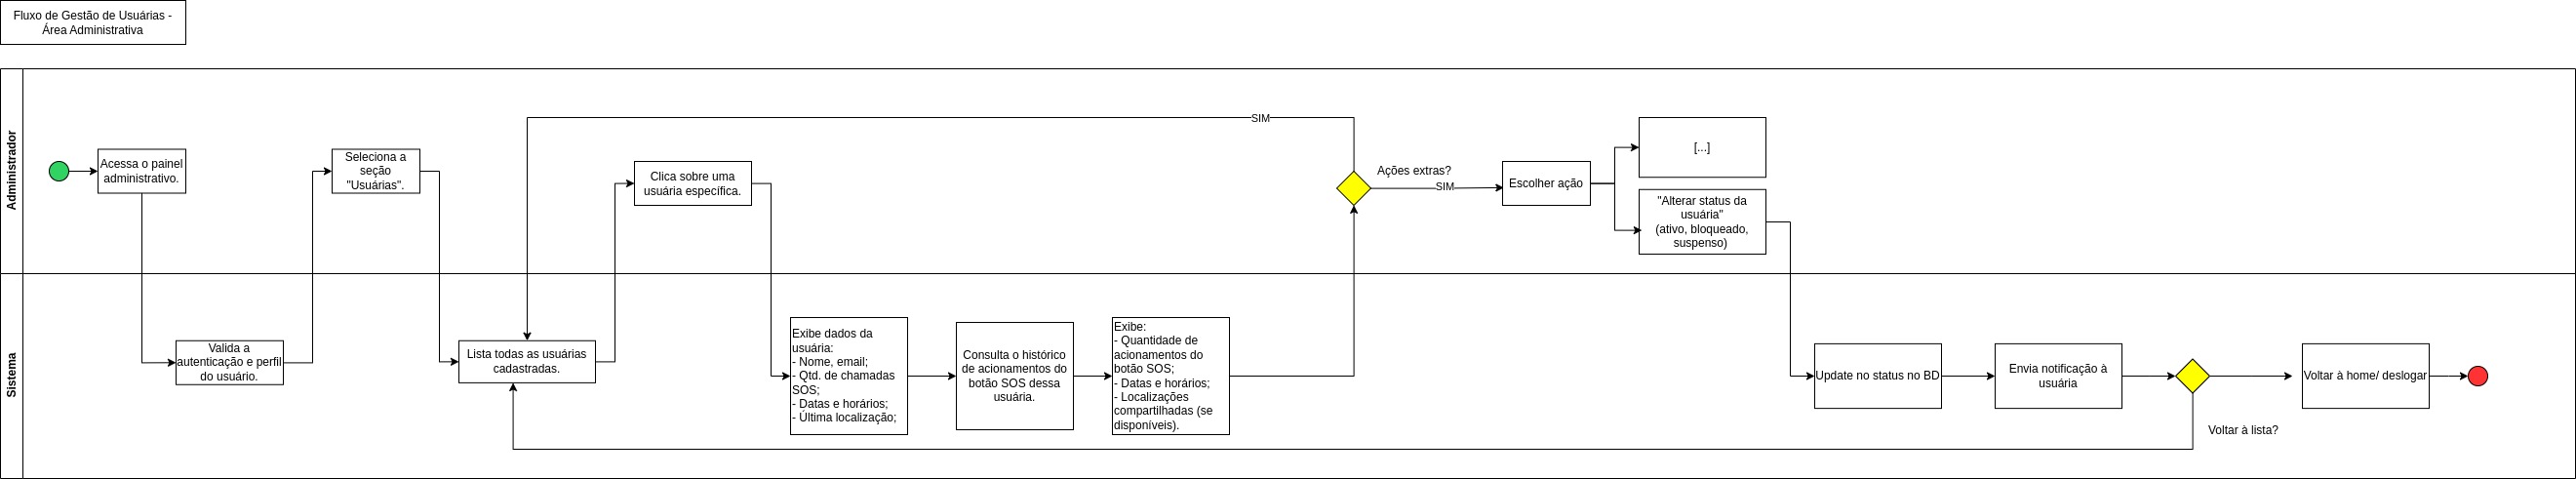 Fluxo de Gestão de Usuárias -
Área Administrativa
Administrador
Acessa o painel
administrativo.
Seleciona a
seção
"Usuárias".
Clica sobre uma
usuária específica.
SIM
Ações extras?
SIM
Escolher ação
[...]
"Alterar status da
usuária"
(ativo, bloqueado,
suspenso)
Sistema
Valida a
autenticação e perfil
do usuário.
Lista todas as usuárias
cadastradas.
Exibe dados da
usuária:
- Nome, email;
- Qtd. de chamadas
SOS;
- Datas e horários;
- Última localização;
Consulta o histórico
de acionamentos do
botão SOS dessa
usuária.
Exibe:
- Quantidade de
acionamentos do
botão SOS;
- Datas e horários;
- Localizações
compartilhadas (se
disponíveis).
Update no status no BD
Envia notificação à
usuária
Voltar à lista?
Voltar à home/ deslogar